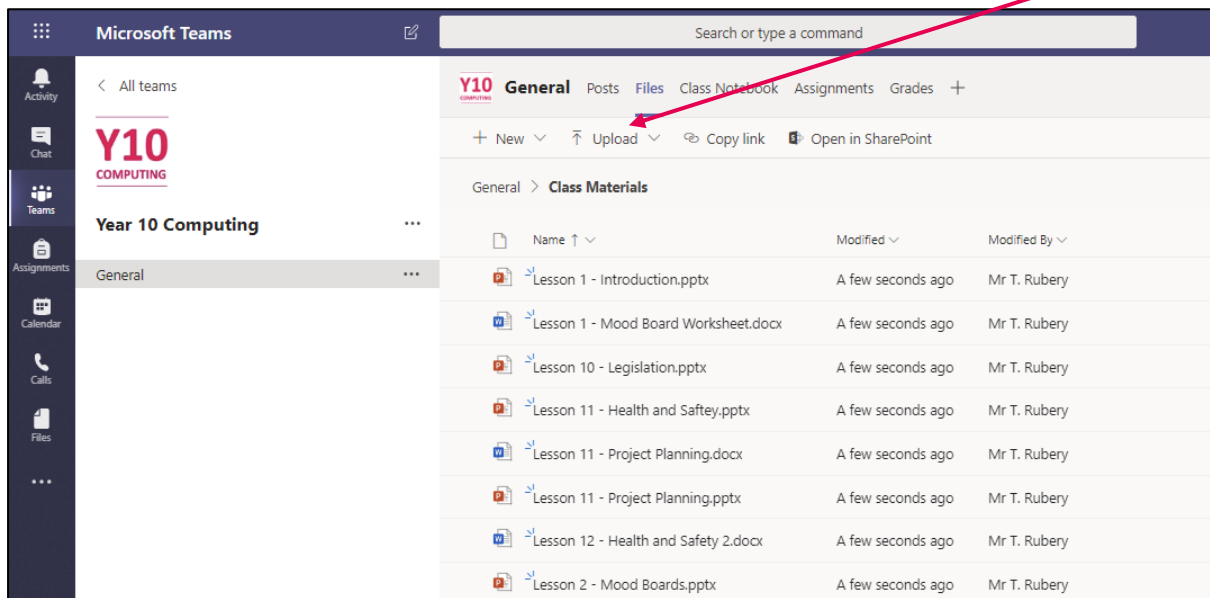 Microsoft Teams
Search or type a command
Activity
Chat
Teams
Assignments
Calendar
Calls
Files
All teams
Y10
COMPUTING
Year 10 Computing
General
Y10
COMPUTING
General Posts Files Class Notebook Assignments Grades
New Upload Copy link Open in SharePoint
General > Class Materials
Name Modified Modified By
Lesson 1 - Introduction.pptx A few seconds ago Mr T. Rubery
Lesson 1 - Mood Board Worksheet.docx A few seconds ago Mr T. Rubery
Lesson 10 - Legislation.pptx A few seconds ago Mr T. Rubery
Lesson 11 - Health and Saftey.pptx A few seconds ago Mr T. Rubery
Lesson 11 - Project Planning.docx A few seconds ago Mr T. Rubery
Lesson 11 - Project Planning.pptx A few seconds ago Mr T. Rubery
Lesson 12 - Health and Safety 2.docx A few seconds ago Mr T. Rubery
Lesson 2 - Mood Boards.pptx A few seconds ago Mr T. Rubery